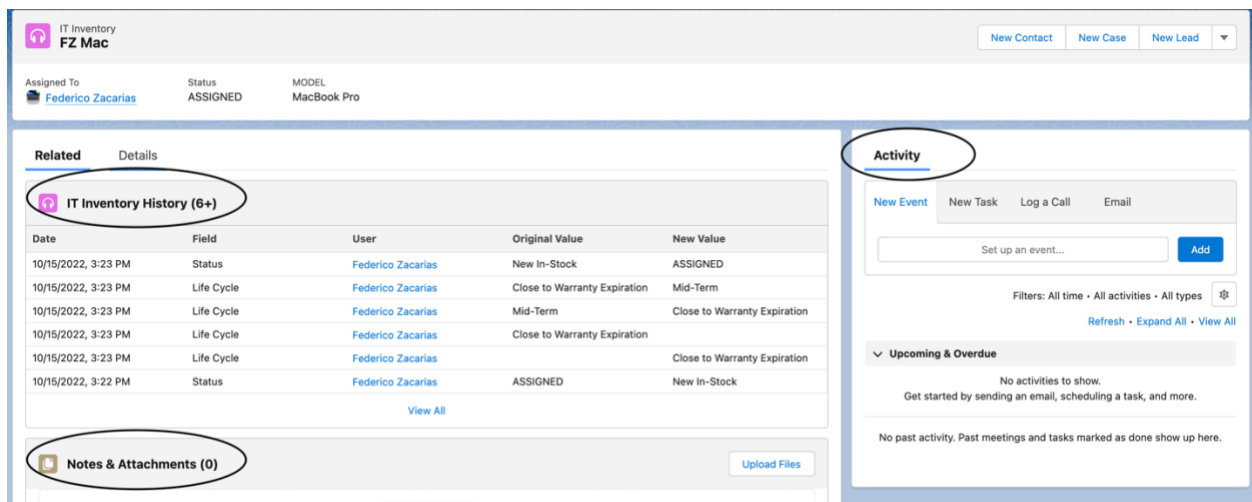 IT Inventory
FZ Mac
New Contact New Case New Lead
Assigned To Status MODEL
Federico Zacarias ASSIGNED MacBook Pro
Related Details
IT Inventory History (6+)
Date Field User Original Value New Value
10/15/2022, 3:23 PM Status Federico Zacarias New In-Stock ASSIGNED
10/15/2022, 3:23 PM Life Cycle Federico Zacarias Close to Warranty Expiration Mid-Term
10/15/2022, 3:23 PM Life Cycle Federico Zacarias Mid-Term Close to Warranty Expiration
10/15/2022, 3:23 PM Life Cycle Federico Zacarias Close to Warranty Expiration
10/15/2022, 3:23 PM Life Cycle Federico Zacarias Close to Warranty Expiration
10/15/2022, 3:22 PM Status Federico Zacarias ASSIGNED New In-Stock
View All
Notes & Attachments (0) Upload Files
Activity
New Event New Task Log a Call Email
Set up an event... Add
Filters: All time • All activities • All types
Refresh • Expand All • View All
Upcoming & Overdue
No activities to show.
Get started by sending an email, scheduling a task, and more.
No past activity. Past meetings and tasks marked as done show up here.